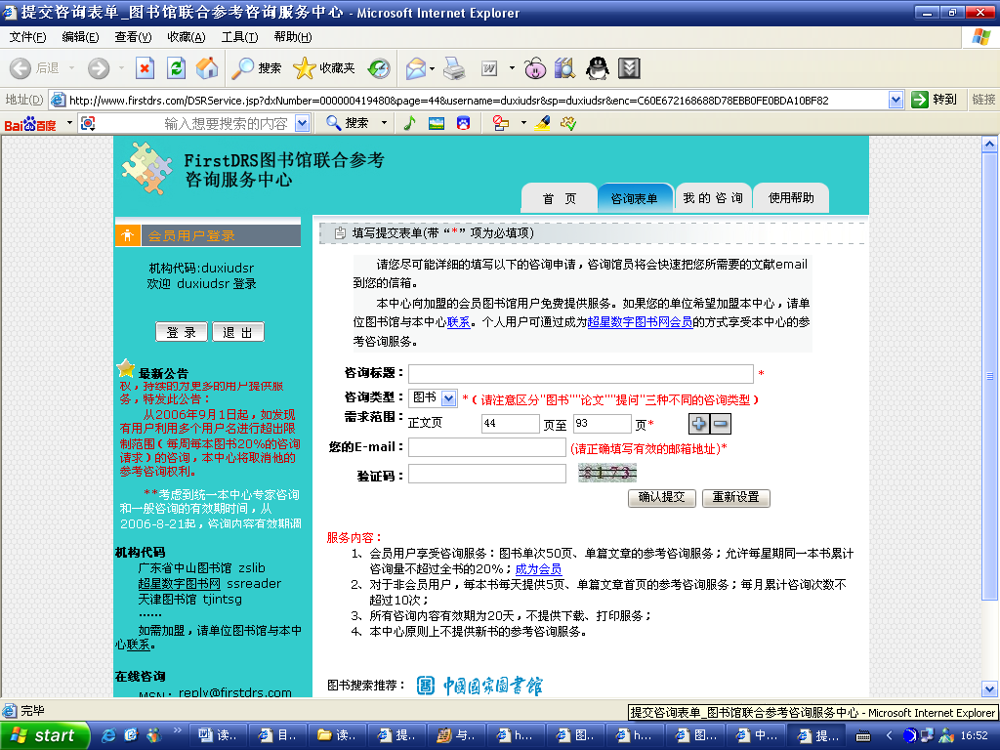 提交咨询表单_图书馆联合参考咨询服务中心 - Microsoft Internet Explorer
文件(F) 编辑(E) 查看(V) 收藏(A) 工具(T) 帮助(H)
后退 搜索 收藏夹
地址(D) http://www.firstdrs.com/DSRService.jsp?dxNumber=000000419480&page=44&username=duxiudsr&sp=duxiudsr&enc=C60E672168688D78EBB0FE0BDA10BF82 转到 链接
Bai百度 输入想要搜索的内容 搜索
FirstDRS图书馆联合参考
咨询服务中心
首 页 咨询表单 我 的 咨 询 使用帮助
会员用户登录
机构代码:duxiudsr
欢迎 duxiudsr 登录
登 录 退 出
最新公告
权，持续的为更多的用户提供服
务，特发此公告：
从2006年9月1日起，如发现
有用户利用多个用户名进行超出限
制范围（每周每本图书20%的咨询
请求）的咨询，本中心将取消他的
参考咨询权利。
**考虑到统一本中心专家咨询
和一般咨询的有效期时间，从
2006-8-21起，咨询内容有效期调
机构代码
广东省中山图书馆 zslib
超星数字图书网 ssreader
天津图书馆 tjintsg
······
如需加盟，请单位图书馆与本中
心联系。
在线咨询
MSN：reply@firstdrs.com
填写提交表单(带“*”项为必填项)
请您尽可能详细的填写以下的咨询申请，咨询馆员将会快速把您所需要的文献email
到您的信箱。
本中心向加盟的会员图书馆用户免费提供服务。如果您的单位希望加盟本中心，请单
位图书馆与本中心联系。个人用户可通过成为超星数字图书网会员的方式享受本中心的参
考咨询服务。
咨询标题： *
咨询类型： 图书 *（请注意区分"图书""论文""提问"三种不同的咨询类型）
需求范围： 正文页 44 页至 93 页*
您的E-mail： (请正确填写有效的邮箱地址)*
验证码： 8173
确认提交 重新设置
服务内容：
1、会员用户享受咨询服务：图书单次50页、单篇文章的参考咨询服务；允许每星期同一本书累计
咨询量不超过全书的20%；成为会员
2、对于非会员用户，每本书每天提供5页、单篇文章首页的参考咨询服务；每月累计咨询次数不
超过10次；
3、所有咨询内容有效期为20天，不提供下载、打印服务；
4、本中心原则上不提供新书的参考咨询服务。
图书搜索推荐： 中国国家图书馆
完毕
提交咨询表单_图书馆联合参考咨询服务中心 - Microsoft Internet Explorer
start 读.. 目.. 读.. 提.. 与.. h... 图.. h... 图.. 中.. 提.. 16:52